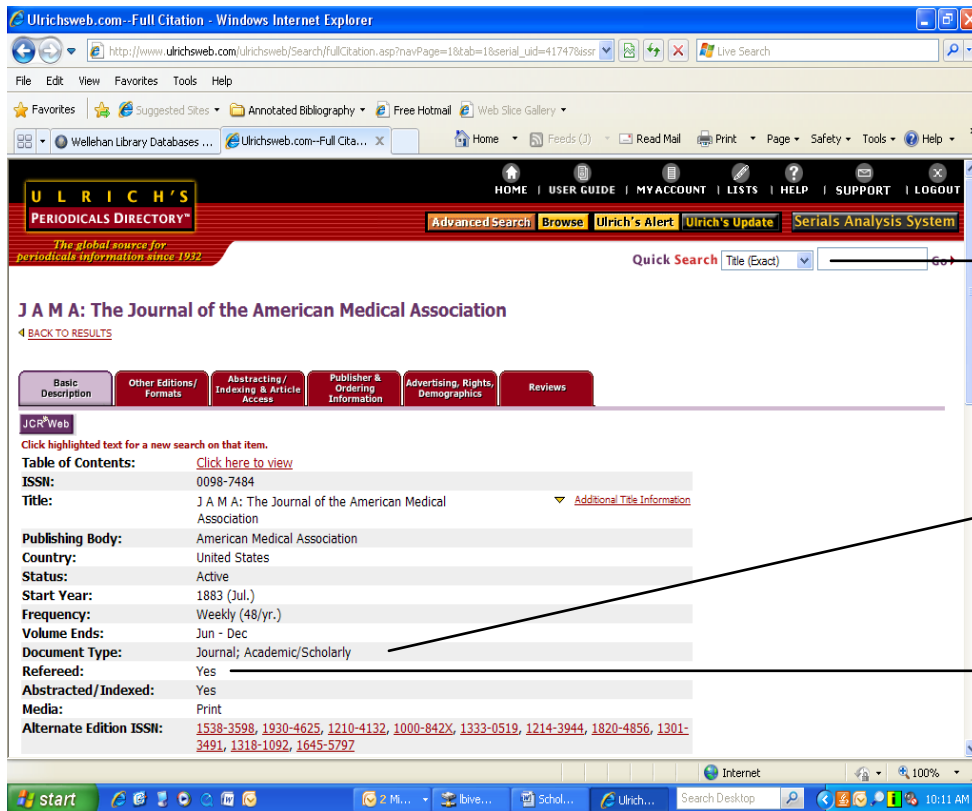 Ulrichsweb.com--Full Citation - Windows Internet Explorer
http://www.ulrichsweb.com/ulrichsweb/Search/fullCitation.asp?navPage=1&tab=1&serial_uid=41747&issr
Live Search
File Edit View Favorites Tools Help
Favorites Suggested Sites Annotated Bibliography Free Hotmail Web Slice Gallery
Wellehan Library Databases ... Ulrichsweb.com--Full Cita... X Home Feeds (J) Read Mail Print Page Safety Tools Help
HOME | USER GUIDE | MY ACCOUNT | LISTS | HELP | SUPPORT | LOGOUT
ULRICH'S
PERIODICALS DIRECTORY™
Advanced Search Browse Ulrich's Alert Ulrich's Update Serials Analysis System
The global source for
periodicals information since 1932
Quick Search Title (Exact) Go
J A M A: The Journal of the American Medical Association
BACK TO RESULTS
Basic Description Other Editions/ Formats Abstracting/ Indexing & Article Access Publisher & Ordering Information Advertising, Rights, Demographics Reviews
JCR Web
Click highlighted text for a new search on that item.
Table of Contents: Click here to view
ISSN: 0098-7484
Title: J A M A: The Journal of the American Medical Additional Title Information
Association
Publishing Body: American Medical Association
Country: United States
Status: Active
Start Year: 1883 (Jul.)
Frequency: Weekly (48/yr.)
Volume Ends: Jun - Dec
Document Type: Journal; Academic/Scholarly
Refereed: Yes
Abstracted/Indexed: Yes
Media: Print
Alternate Edition ISSN: 1538-3598, 1930-4625, 1210-4132, 1000-842X, 1333-0519, 1214-3944, 1820-4856, 1301-
3491, 1318-1092, 1645-5797
Internet 100%
start 2 Mi... lbive... Schol... Ulrich... Search Desktop 10:11 AM